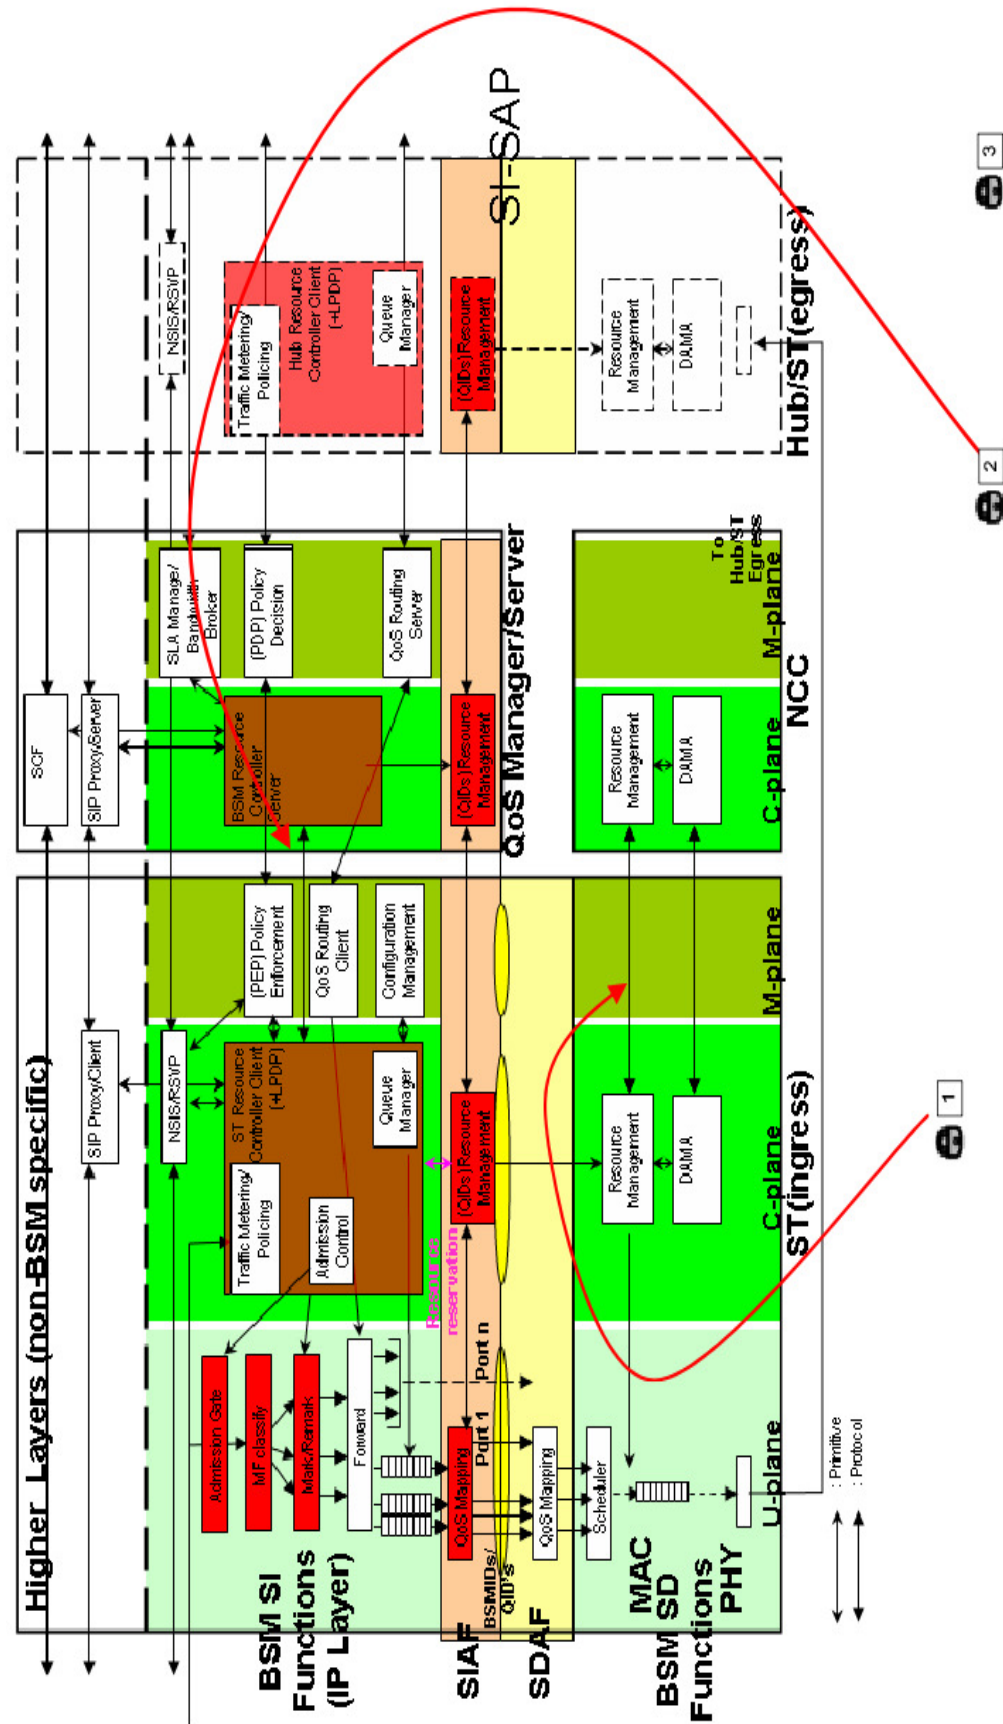 Higher Layers (non-BSM specific)
SCF
SIP Proxy/Client
SIP Proxy/Server
NSIS/RSVP
NSIS/RSVP
SLA Manage/
Bandwidth
Broker
Admission Gate
MF classify
Mark/Remark
Forward
Traffic Metering/
Policing
ST Resource
Controller Client
(+LPDP)
Admission
Control
Queue
Manager
(PEP) Policy
Enforcement
QoS Routing
Client
Configuration
Management
BSM Resource
Controller
Server
(PDP) Policy
Decision
QoS Routing
Server
Traffic Metering/
Policing
Hub Resource
Controller Client
(+LPDP)
Queue
Manager
BSM SI
Functions
(IP Layer)
Resource
reservation
Port 1
Port n
SIAF
QoS Mapping
(QIDs) Resource
Management
(QIDs) Resource
Management
(QIDs) Resource
Management
SI-SAP
BSMIDs/
QID's
QoS Manager/Server
SDAF
QoS Mapping
Scheduler
MAC
BSM SD
Functions
PHY
Resource
Management
DAMA
Resource
Management
DAMA
Resource
Management
DAMA
To
Hub/ST
Egress
U-plane
C-plane
M-plane
C-plane
M-plane
ST(ingress)
NCC
Hub/ST(egress)
: Primitive
: Protocol
1
2
3